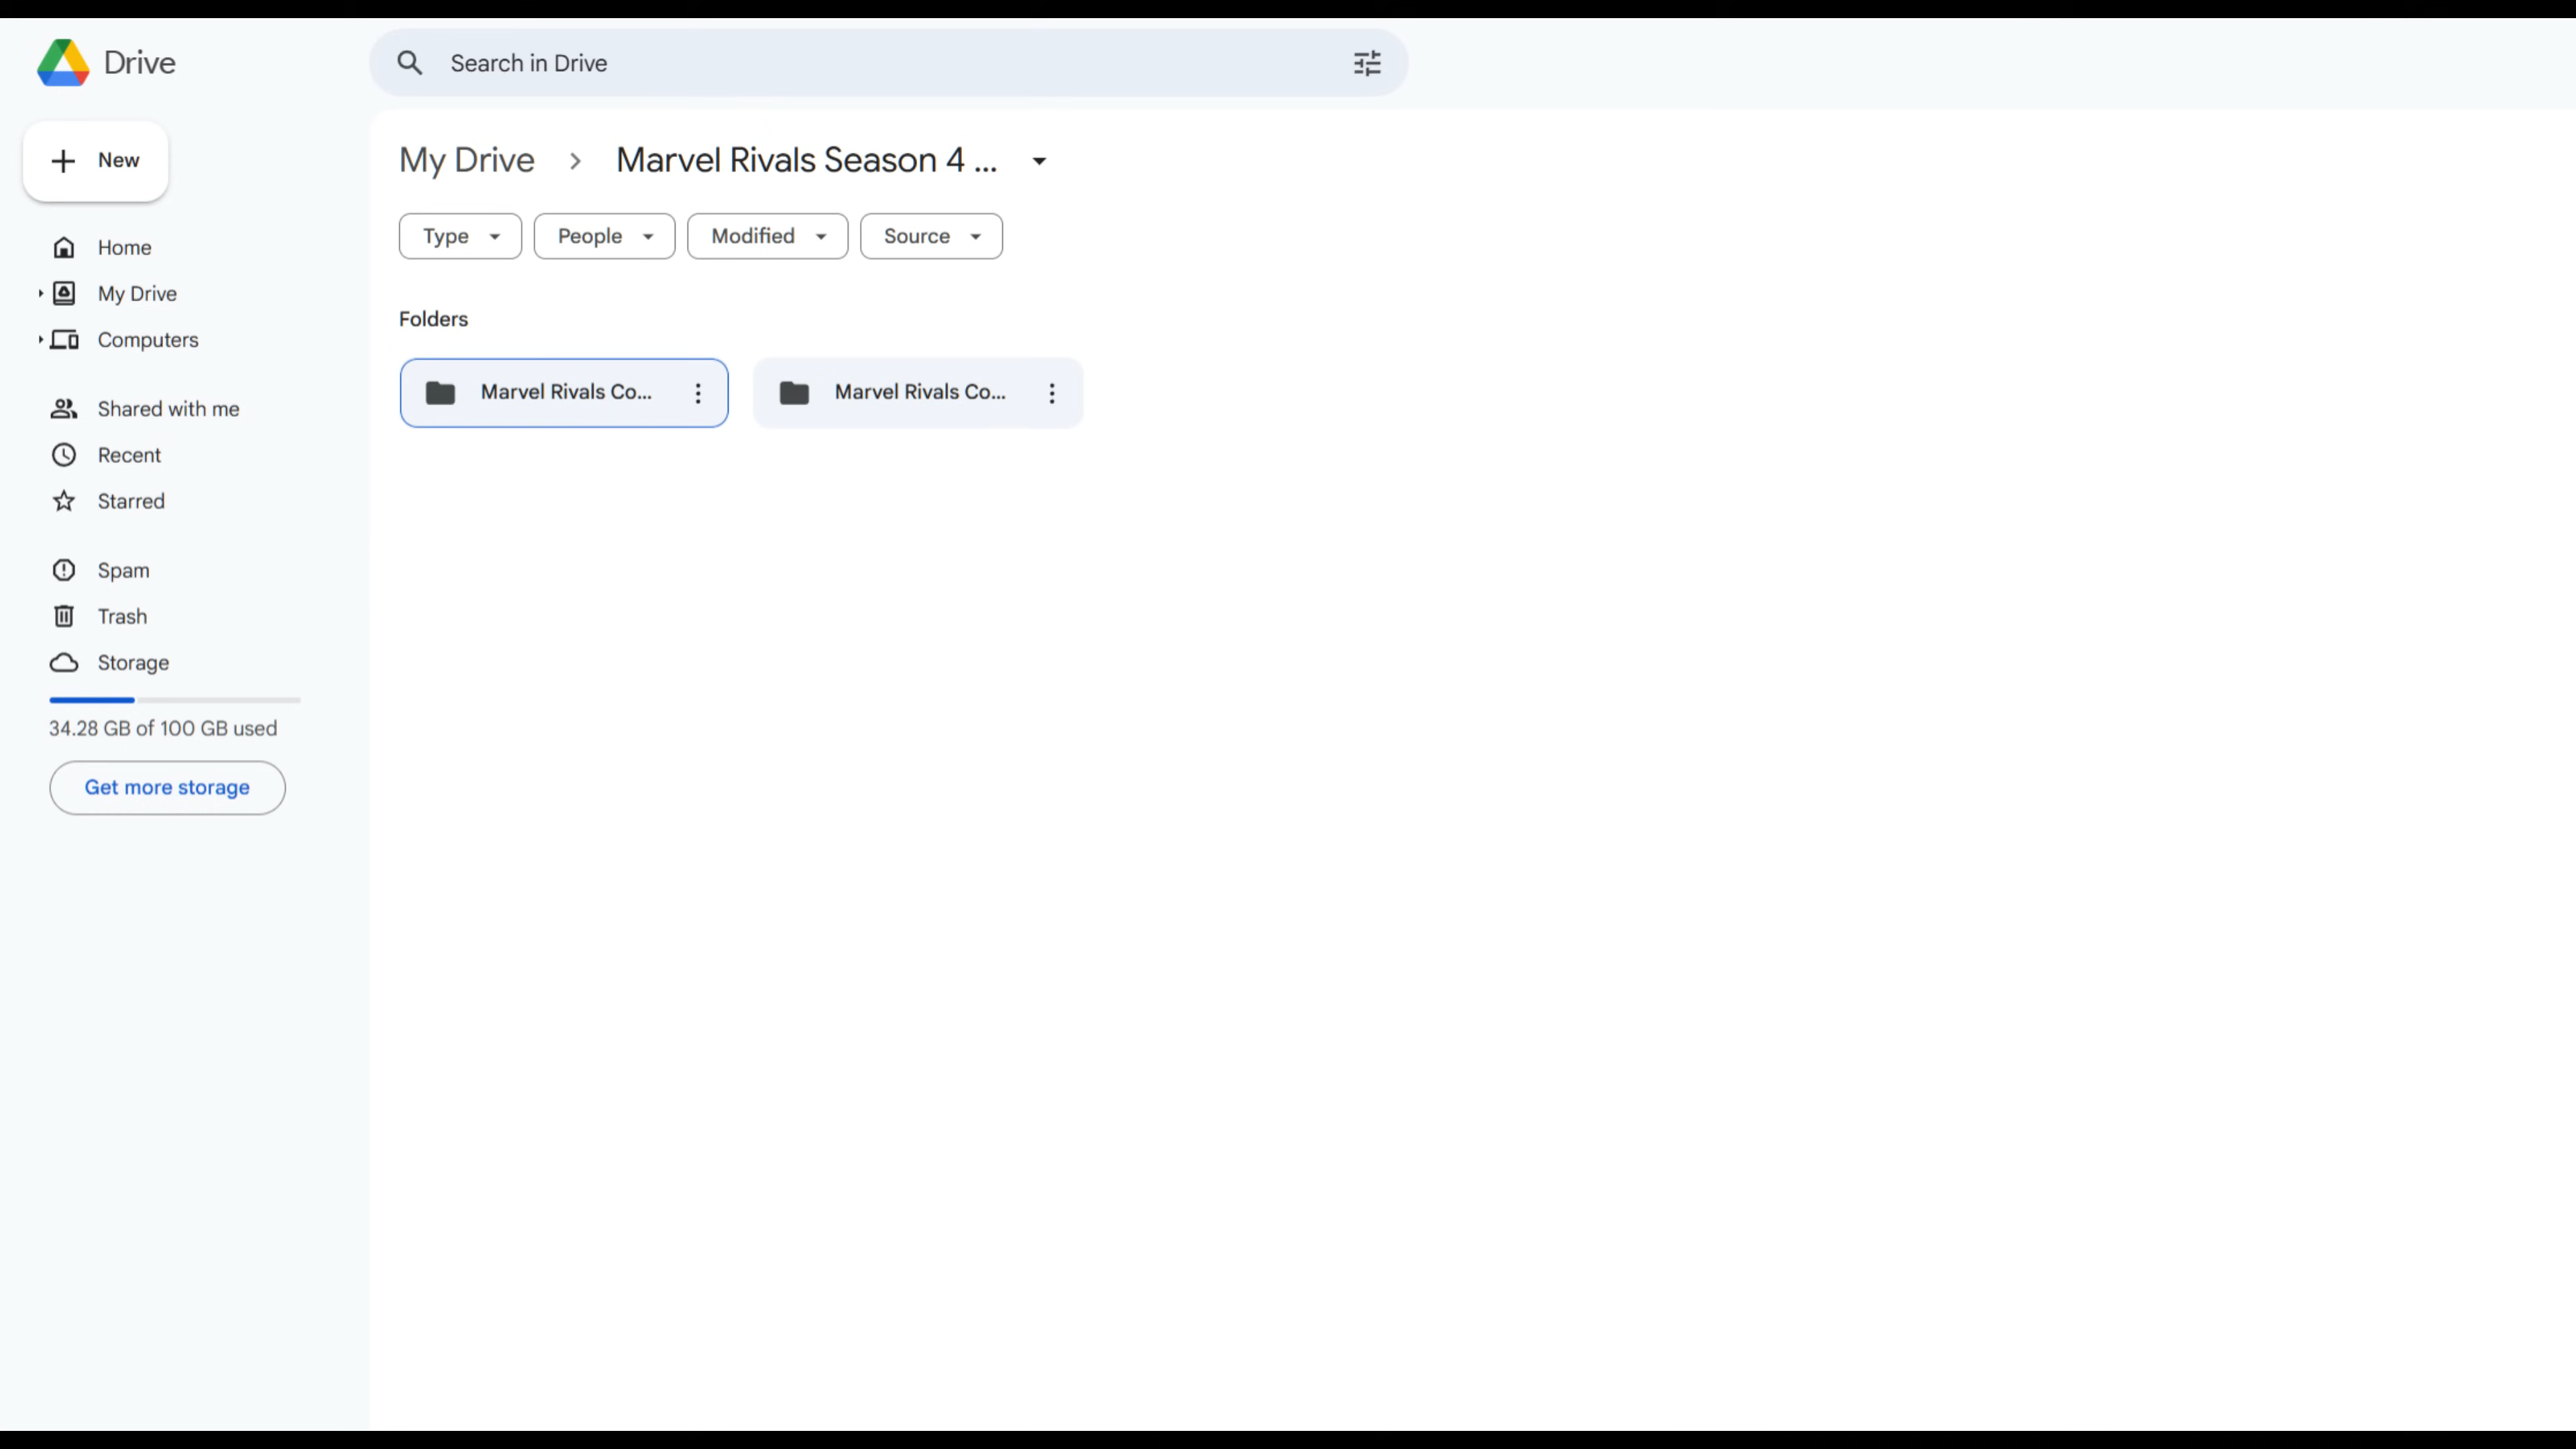 Drive
Search in Drive
New
My Drive
Marvel Rivals Season 4 ...
Type
People
Modified
Source
Home
My Drive
Computers
Folders
Marvel Rivals Co...
Marvel Rivals Co...
Shared with me
Recent
Starred
Spam
Trash
Storage
34.28 GB of 100 GB used
Get more storage